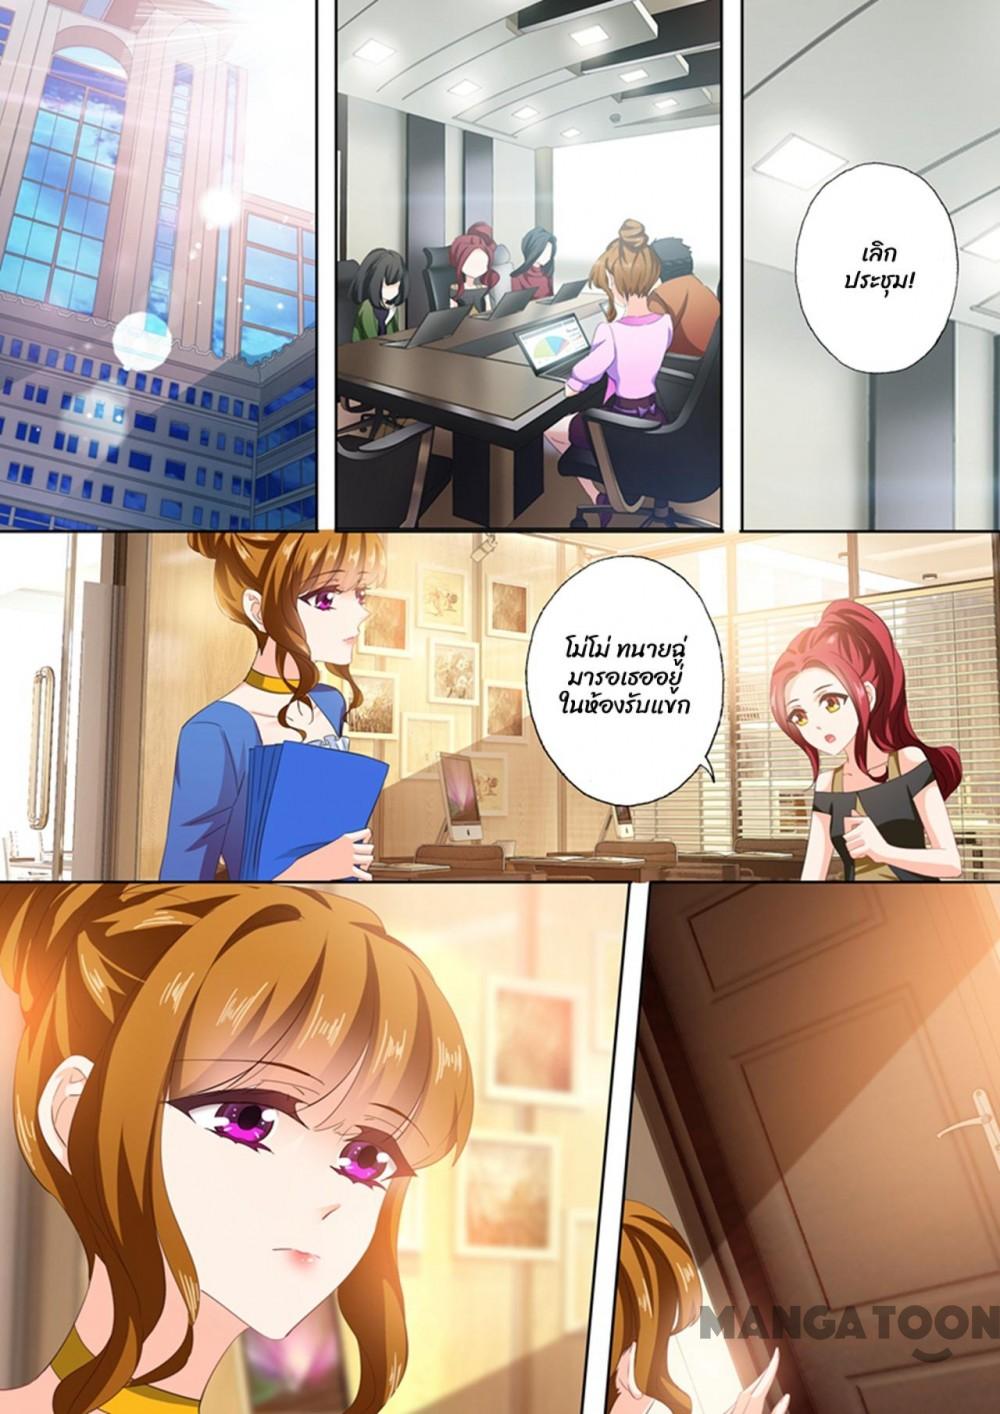 เลิก
ประชุม!
โม่โม่ ทนายฉู่
มารอเธออยู่
ในห้องรับแขก
MANGATOON